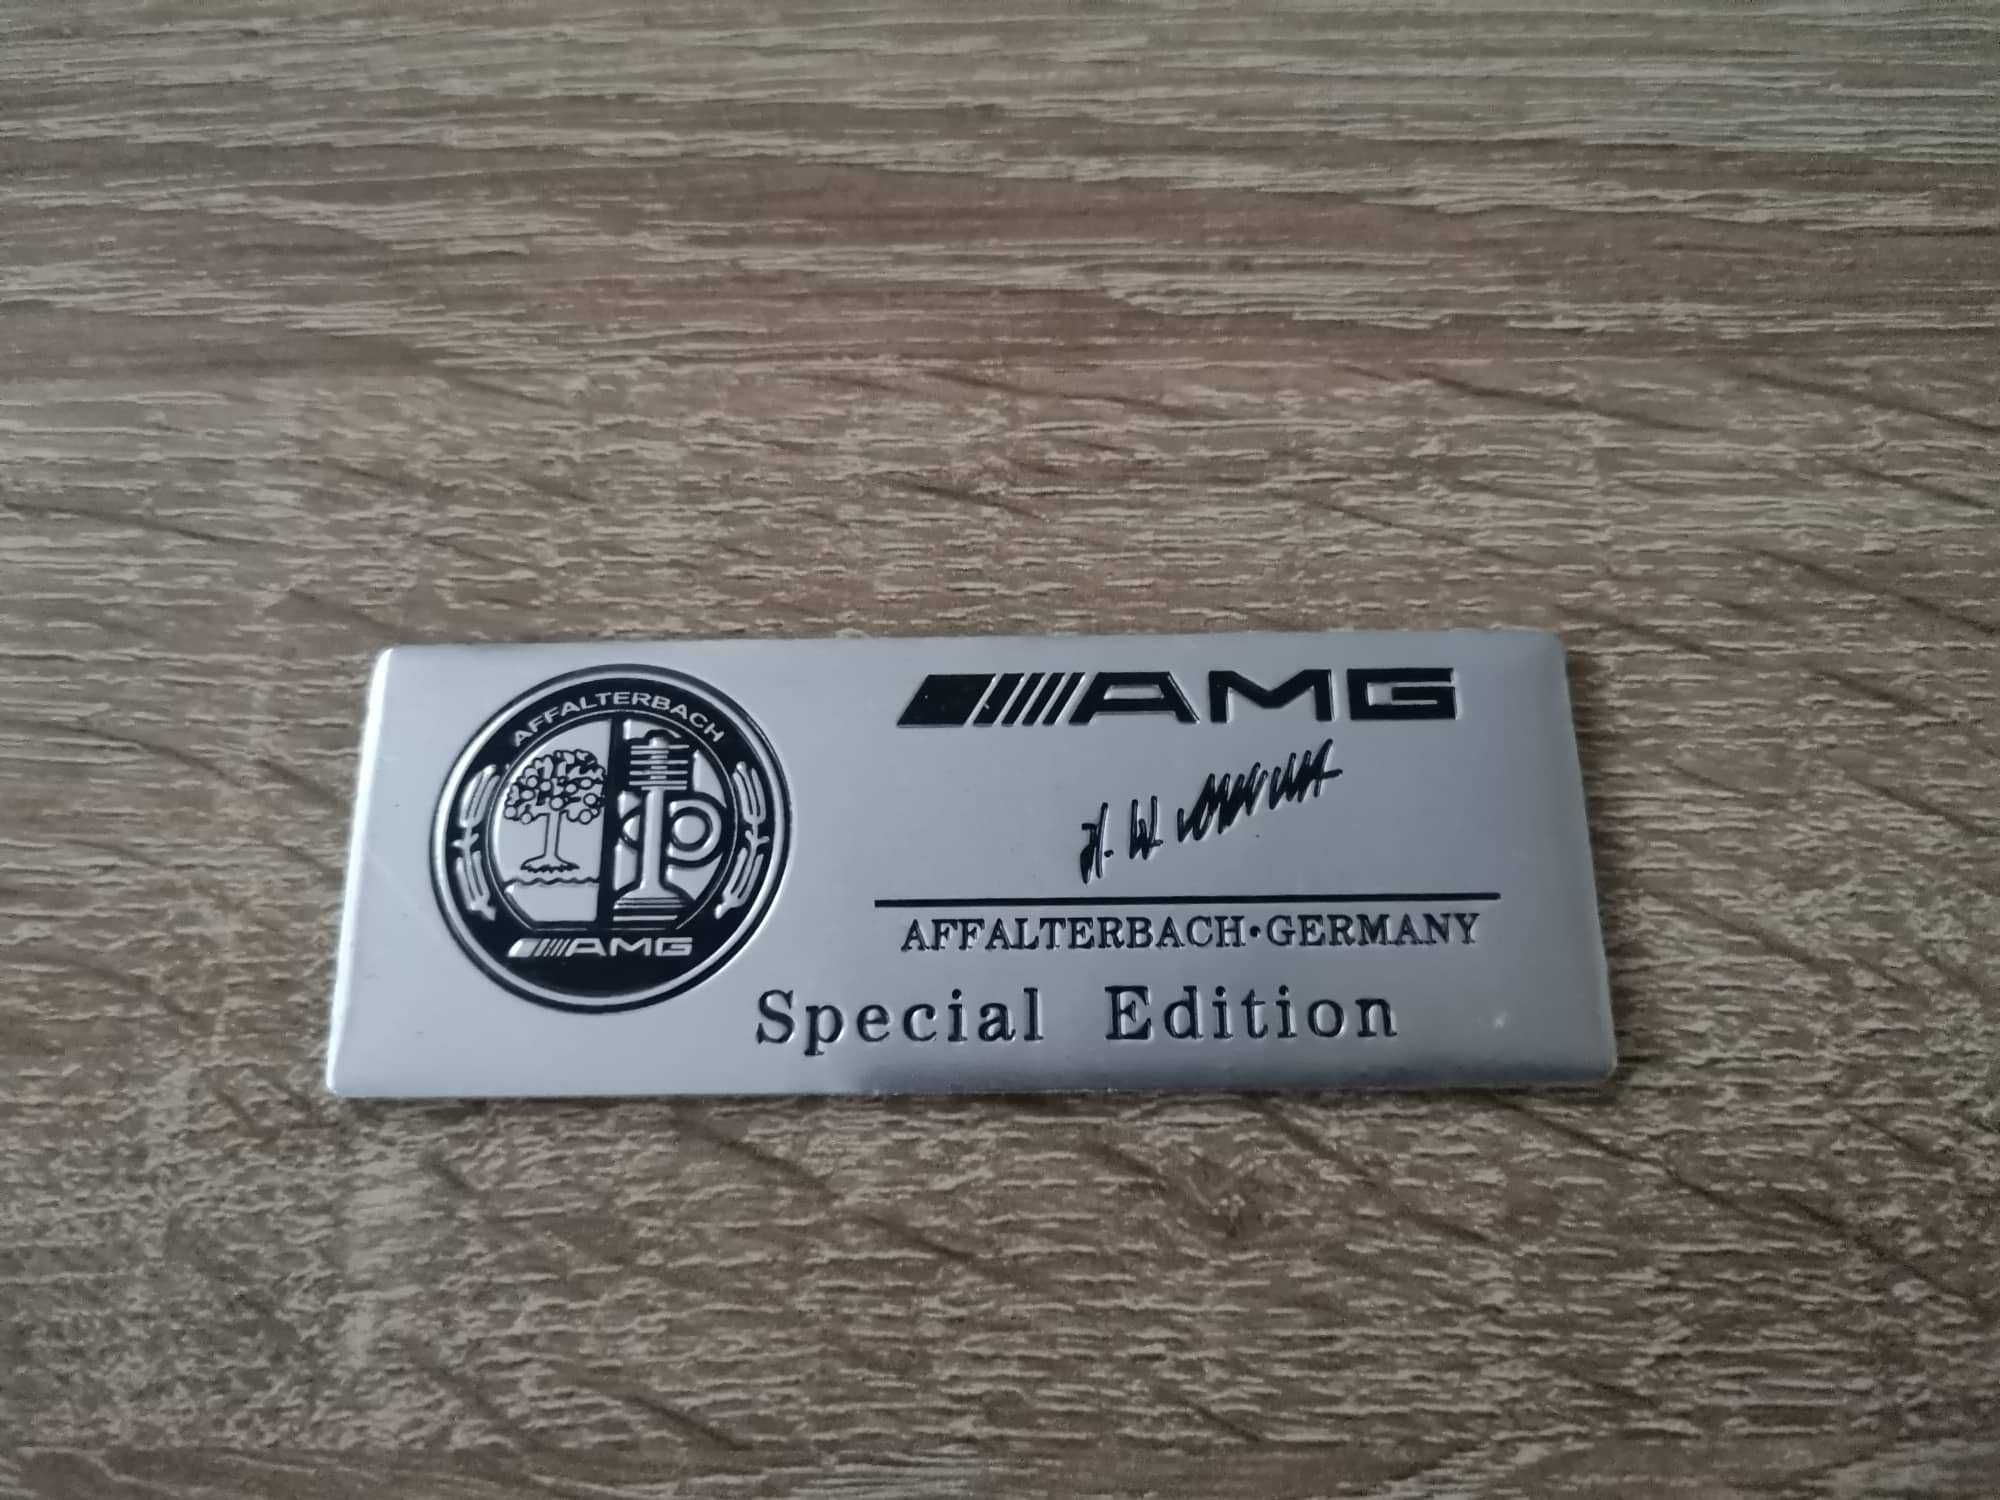 AFFALTERBACH
AMG
AMG
AFFALTERBACH•GERMANY
Special Edition